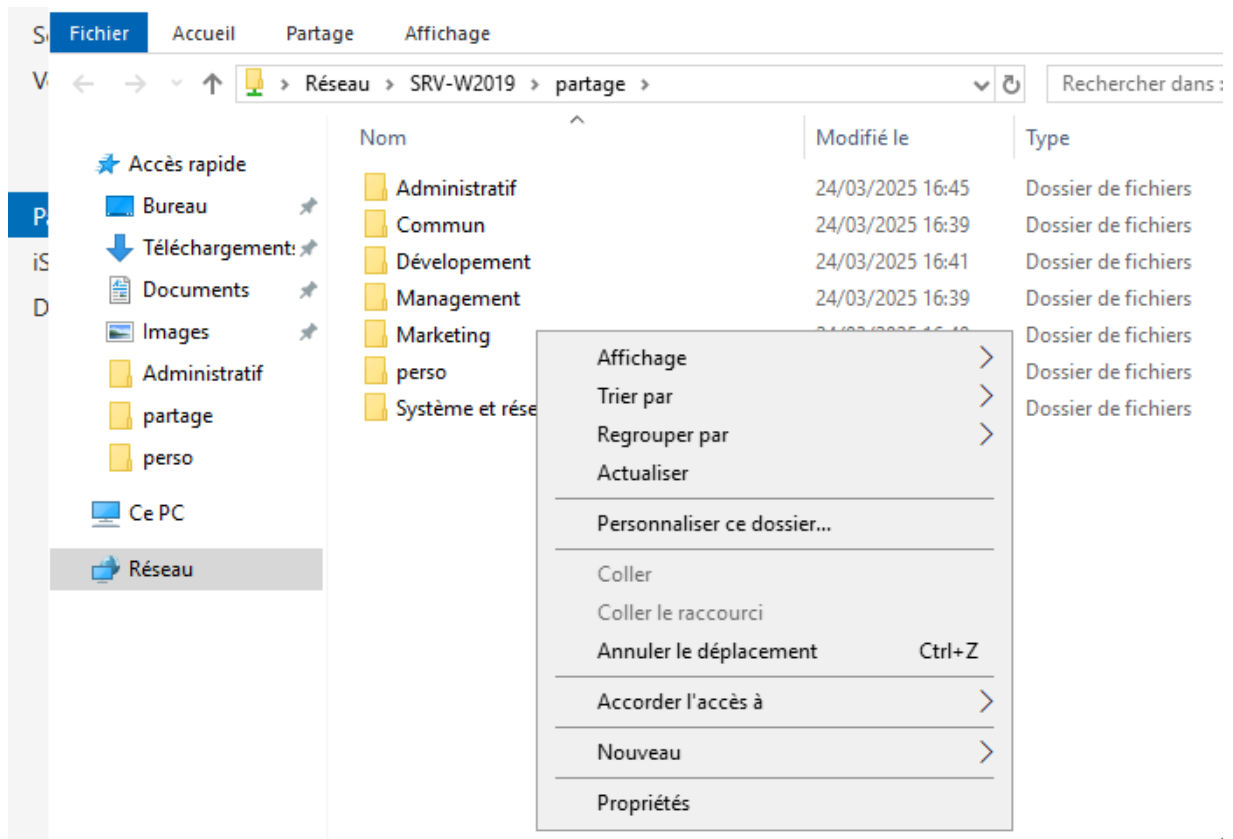 Fichier Accueil Partage Affichage
Réseau > SRV-W2019 > partage >
Rechercher dans :
Nom Modifié le Type
Accès rapide
Bureau
Téléchargement:
Documents
Images
Administratif
partage
perso
Ce PC
Réseau
Administratif 24/03/2025 16:45 Dossier de fichiers
Commun 24/03/2025 16:39 Dossier de fichiers
Dévelopement 24/03/2025 16:41 Dossier de fichiers
Management 24/03/2025 16:39 Dossier de fichiers
Marketing Dossier de fichiers
perso Dossier de fichiers
Système et rése Dossier de fichiers
Affichage
Trier par
Regrouper par
Actualiser
Personnaliser ce dossier...
Coller
Coller le raccourci
Annuler le déplacement Ctrl+Z
Accorder l'accès à
Nouveau
Propriétés